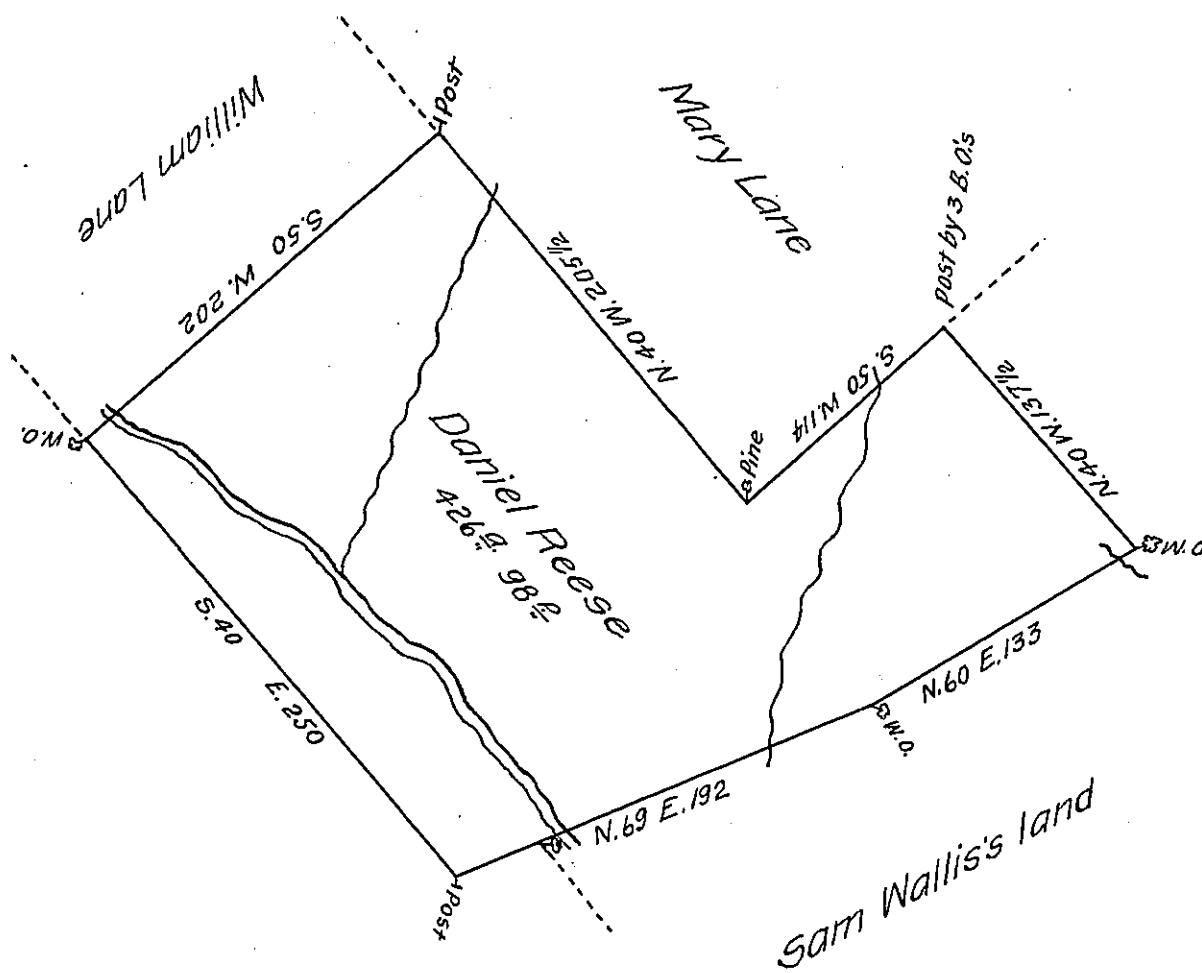 William Lane
Post
Mary Lane
Post by 3 B.O.'s
S.50 W.202
N.40 W.205½
S.50 W.114
N.40 W.137½
W.O.
Pine
W.O.
Daniel Reese
426a. 98p.
S.40 E.250
N.60 E.133
W.O.
N.69 E.192
Post
Sam Wallis's land